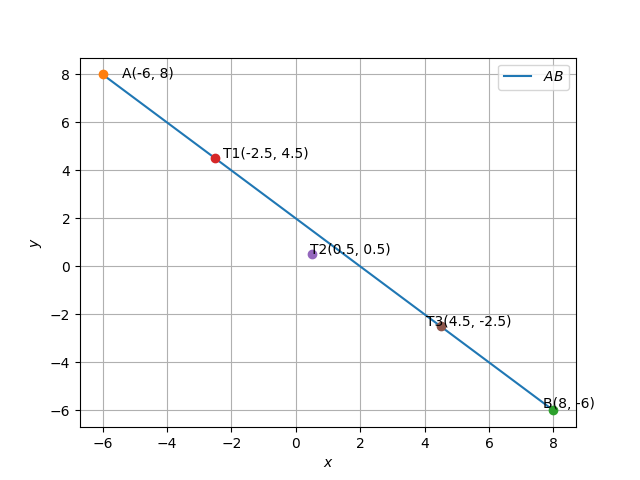 AB
A(-6, 8)
T1(-2.5, 4.5)
T2(0.5, 0.5)
T3(4.5, -2.5)
B(8, -6)
8
6
4
2
0
−2
−4
−6
y
−6 −4 −2 0 2 4 6 8
x